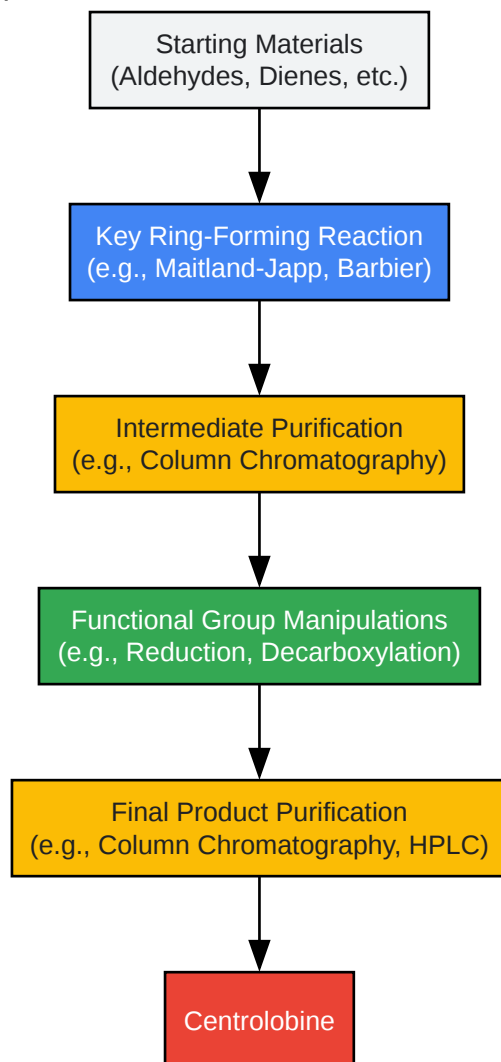 Starting Materials
(Aldehydes, Dienes, etc.)
Key Ring-Forming Reaction
(e.g., Maitland-Japp, Barbier)
Intermediate Purification
(e.g., Column Chromatography)
Functional Group Manipulations
(e.g., Reduction, Decarboxylation)
Final Product Purification
(e.g., Column Chromatography, HPLC)
Centrolobine